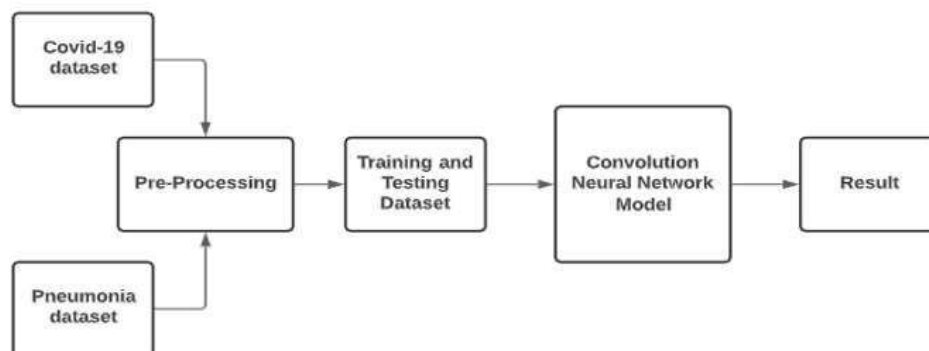 Covid-19
dataset
Pre-Processing
Training and
Testing
Dataset
Convolution
Neural Network
Model
Result
Pneumonia
dataset